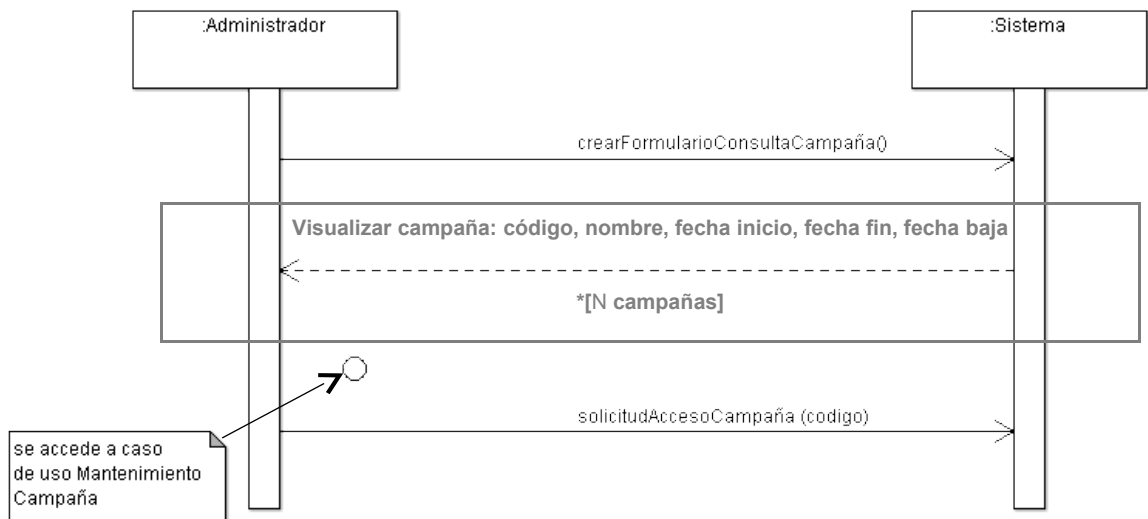 :Administrador
:Sistema
crearFormularioConsultaCampaña()
Visualizar campaña: código, nombre, fecha inicio, fecha fin, fecha baja
*[N campañas]
solicitudAccesoCampaña (codigo)
se accede a caso
de uso Mantenimiento
Campaña